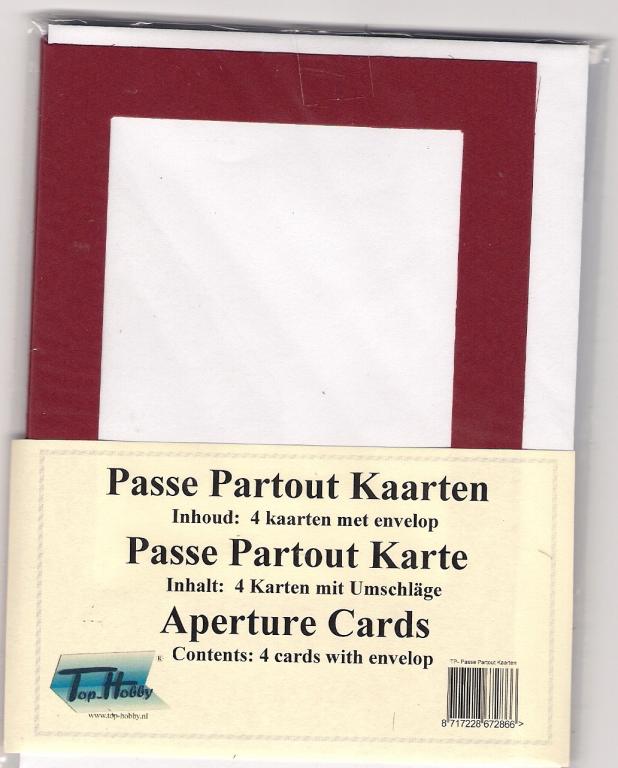 Passe Partout Kaarten
Inhoud: 4 kaarten met envelop
Passe Partout Karte
Inhalt: 4 Karten mit Umschläge
Aperture Cards
Contents: 4 cards with envelop
Top-Hobby
www.top-hobby.nl
TP- Passe Partout Kaarten
8 717228 672866 >